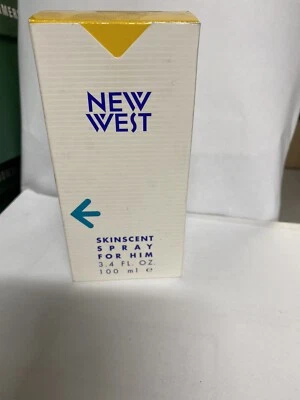 NEW
WEST
SKINSCENT
SPRAY
FOR HIM
3.4 FL. OZ.
100 ml ℮